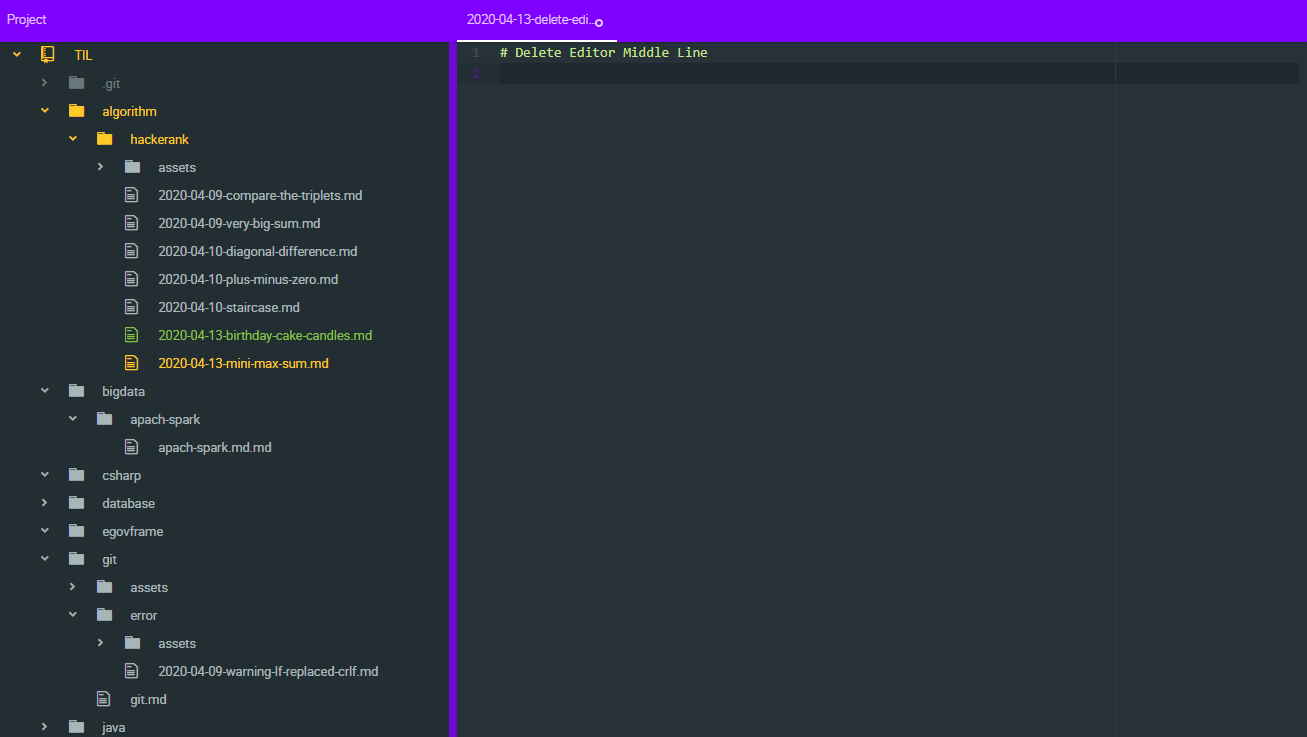 Project
TIL
.git
algorithm
hackerank
assets
2020-04-09-compare-the-triplets.md
2020-04-09-very-big-sum.md
2020-04-10-diagonal-difference.md
2020-04-10-plus-minus-zero.md
2020-04-10-staircase.md
2020-04-13-birthday-cake-candles.md
2020-04-13-mini-max-sum.md
bigdata
apach-spark
apach-spark.md.md
csharp
database
egovframe
git
assets
error
assets
2020-04-09-warning-lf-replaced-crlf.md
git.md
java
2020-04-13-delete-edi...
1 # Delete Editor Middle Line
2